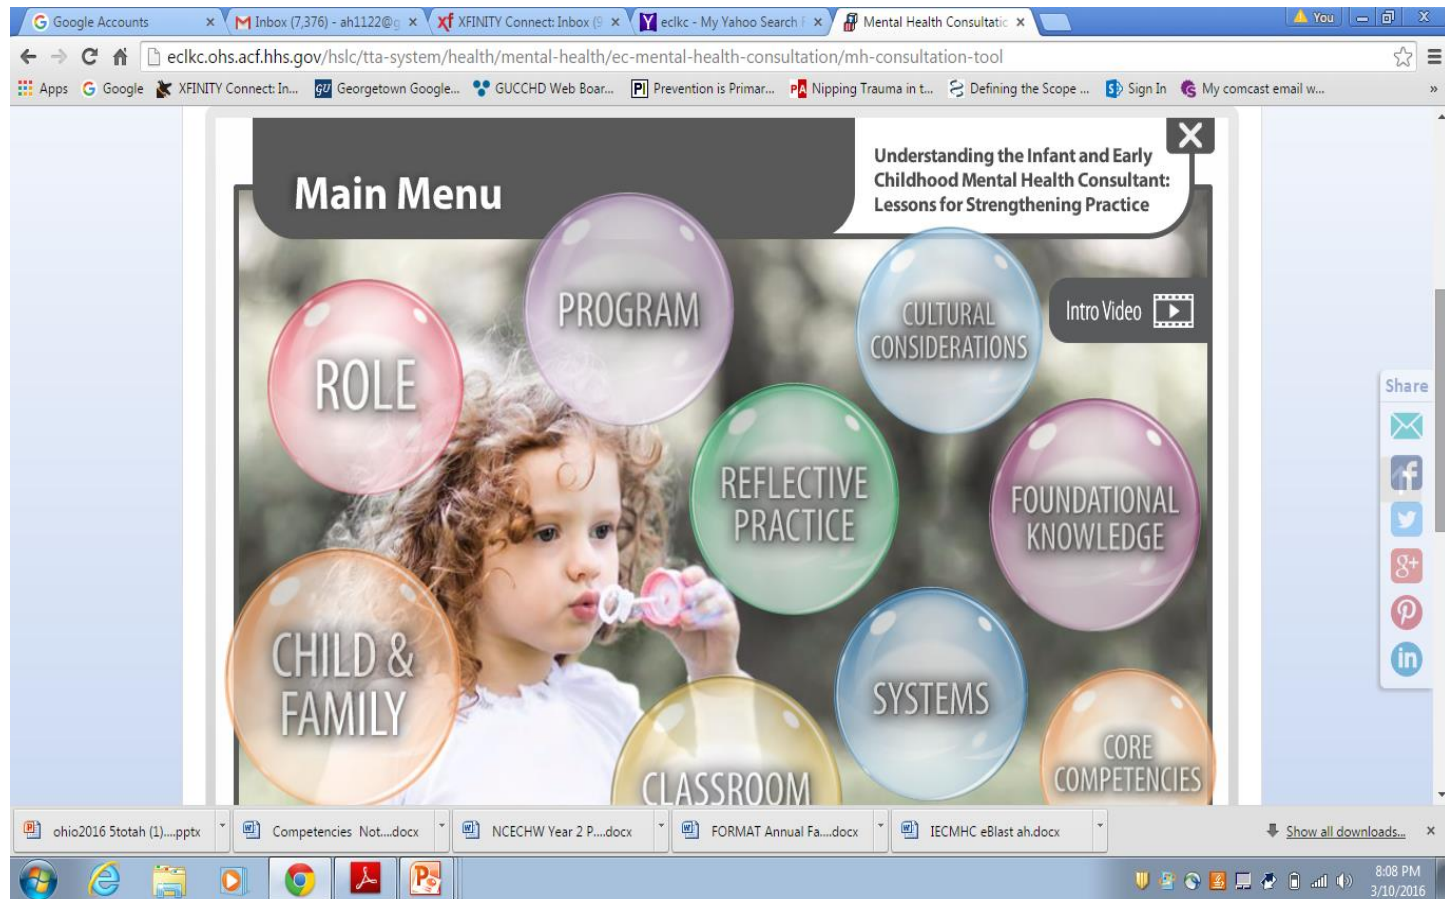 Google Accounts
Inbox (7,376) - ah1122@g
XFINITY Connect: Inbox (9
eclkc - My Yahoo Search F
Mental Health Consultatio
You
eclkc.ohs.acf.hhs.gov/hslc/tta-system/health/mental-health/ec-mental-health-consultation/mh-consultation-tool
Apps
Google
XFINITY Connect: In...
Georgetown Google...
GUCCHD Web Boar...
Prevention is Primar...
Nipping Trauma in t...
Defining the Scope ...
Sign In
My comcast email w...
»
Main Menu
Understanding the Infant and Early
Childhood Mental Health Consultant:
Lessons for Strengthening Practice
X
Intro Video
ROLE
PROGRAM
CULTURAL
CONSIDERATIONS
REFLECTIVE
PRACTICE
FOUNDATIONAL
KNOWLEDGE
CHILD &
FAMILY
SYSTEMS
CLASSROOM
CORE
COMPETENCIES
Share
ohio2016 5totah (1)....pptx
Competencies Not....docx
NCECHW Year 2 P....docx
FORMAT Annual Fa....docx
IECMHC eBlast ah.docx
Show all downloads...
8:08 PM
3/10/2016